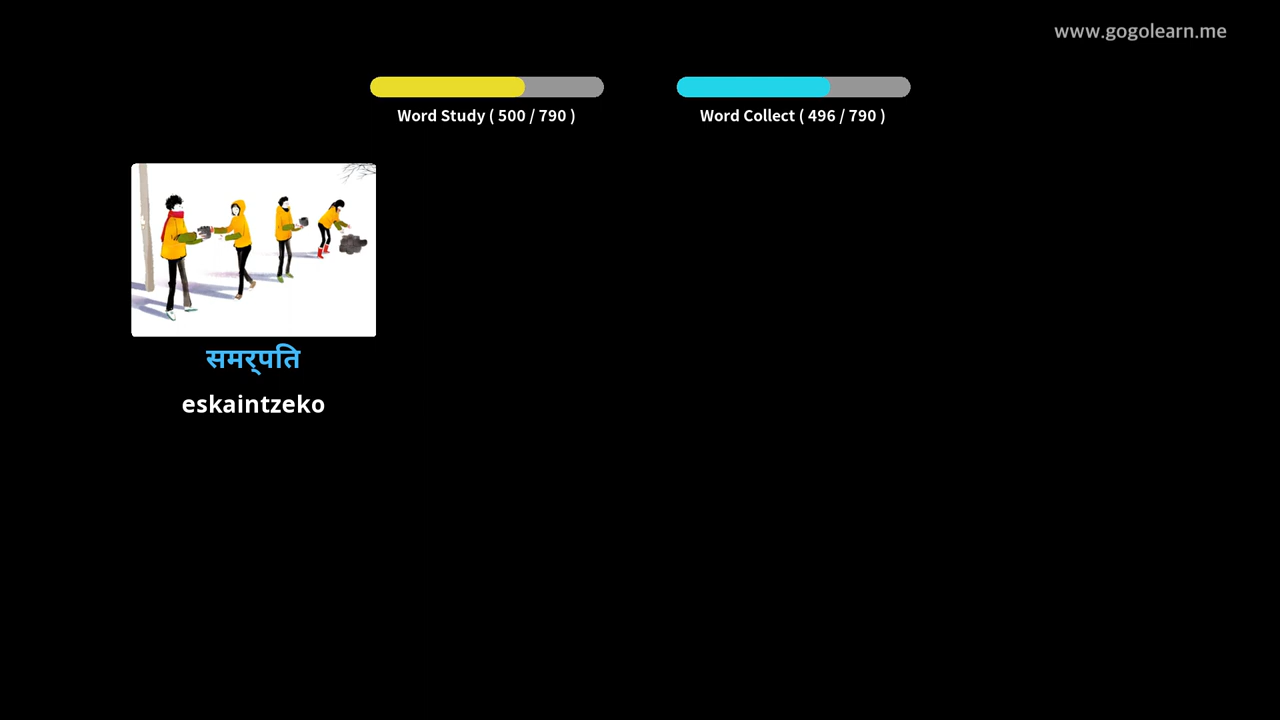 www.gogolearn.me
Word Study ( 500 / 790 )
Word Collect ( 496 / 790 )
समर्‌पति
eskaintzeko